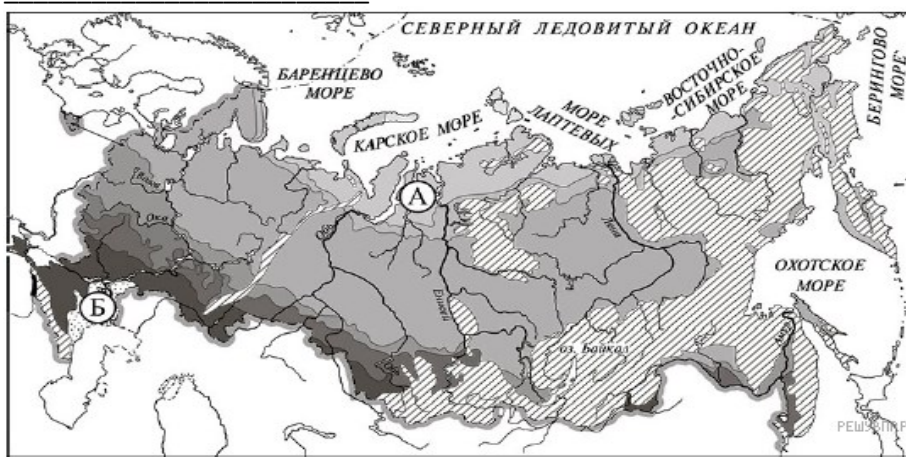 СЕВЕРНЫЙ ЛЕДОВИТЫЙ ОКЕАН
БАРЕНЦЕВО
МОРЕ
КАРСКОЕ МОРЕ
МОРЕ
ЛАПТЕВЫХ
ВОСТОЧНО-
-СИБИРСКОЕ
МОРЕ
БЕРИНГОВО
МОРЕ
А
Ока
Обь
Енисей
Лена
Б
ОХОТСКОЕ
МОРЕ
оз. Байкал
Амур